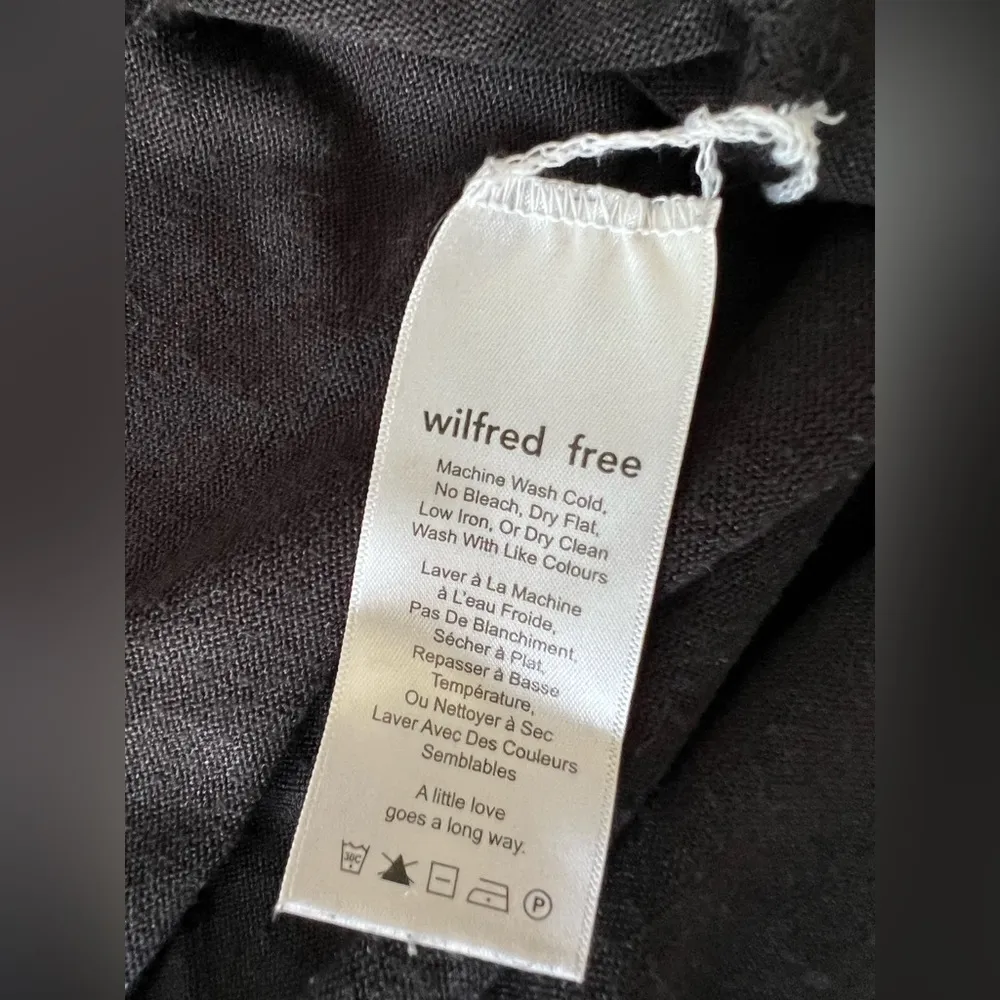 wilfred free
Machine Wash Cold,
No Bleach, Dry Flat,
Low Iron, Or Dry Clean
Wash With Like Colours
Laver à La Machine
à L'eau Froide,
Pas De Blanchiment,
Sécher à Plat,
Repasser à Basse
Température,
Ou Nettoyer à Sec
Laver Avec Des Couleurs
Semblables
A little love
goes a long way.
30C P